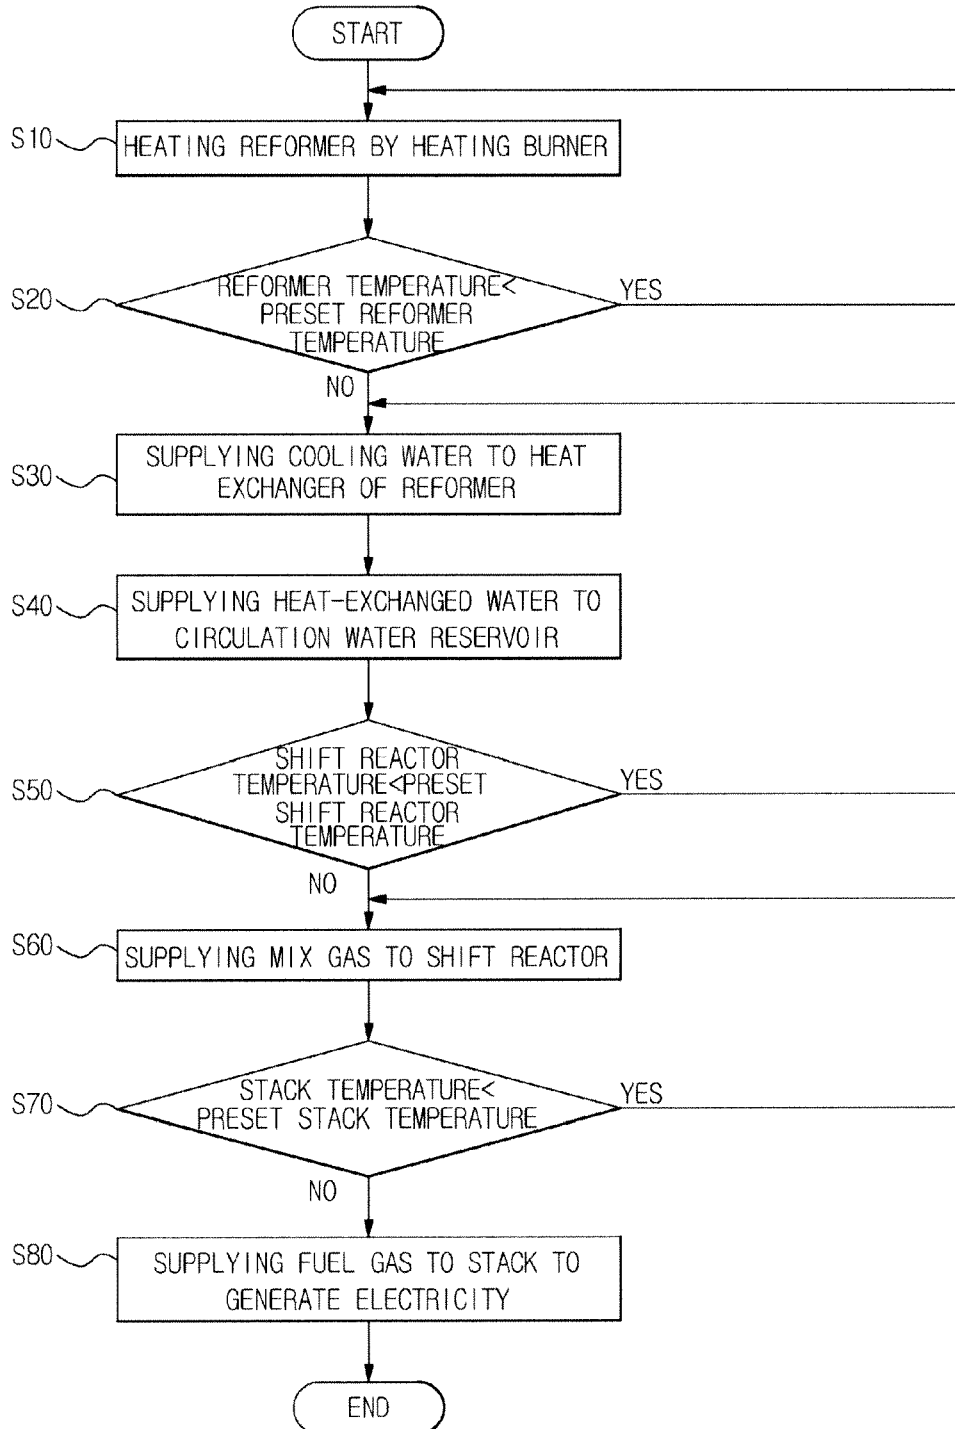 START
S10
HEATING REFORMER BY HEATING BURNER
S20
REFORMER TEMPERATURE<
PRESET REFORMER
TEMPERATURE
YES
NO
S30
SUPPLYING COOLING WATER TO HEAT
EXCHANGER OF REFORMER
S40
SUPPLYING HEAT-EXCHANGED WATER TO
CIRCULATION WATER RESERVOIR
S50
SHIFT REACTOR
TEMPERATURE<PRESET
SHIFT REACTOR
TEMPERATURE
YES
NO
S60
SUPPLYING MIX GAS TO SHIFT REACTOR
S70
STACK TEMPERATURE<
PRESET STACK TEMPERATURE
YES
NO
S80
SUPPLYING FUEL GAS TO STACK TO
GENERATE ELECTRICITY
END